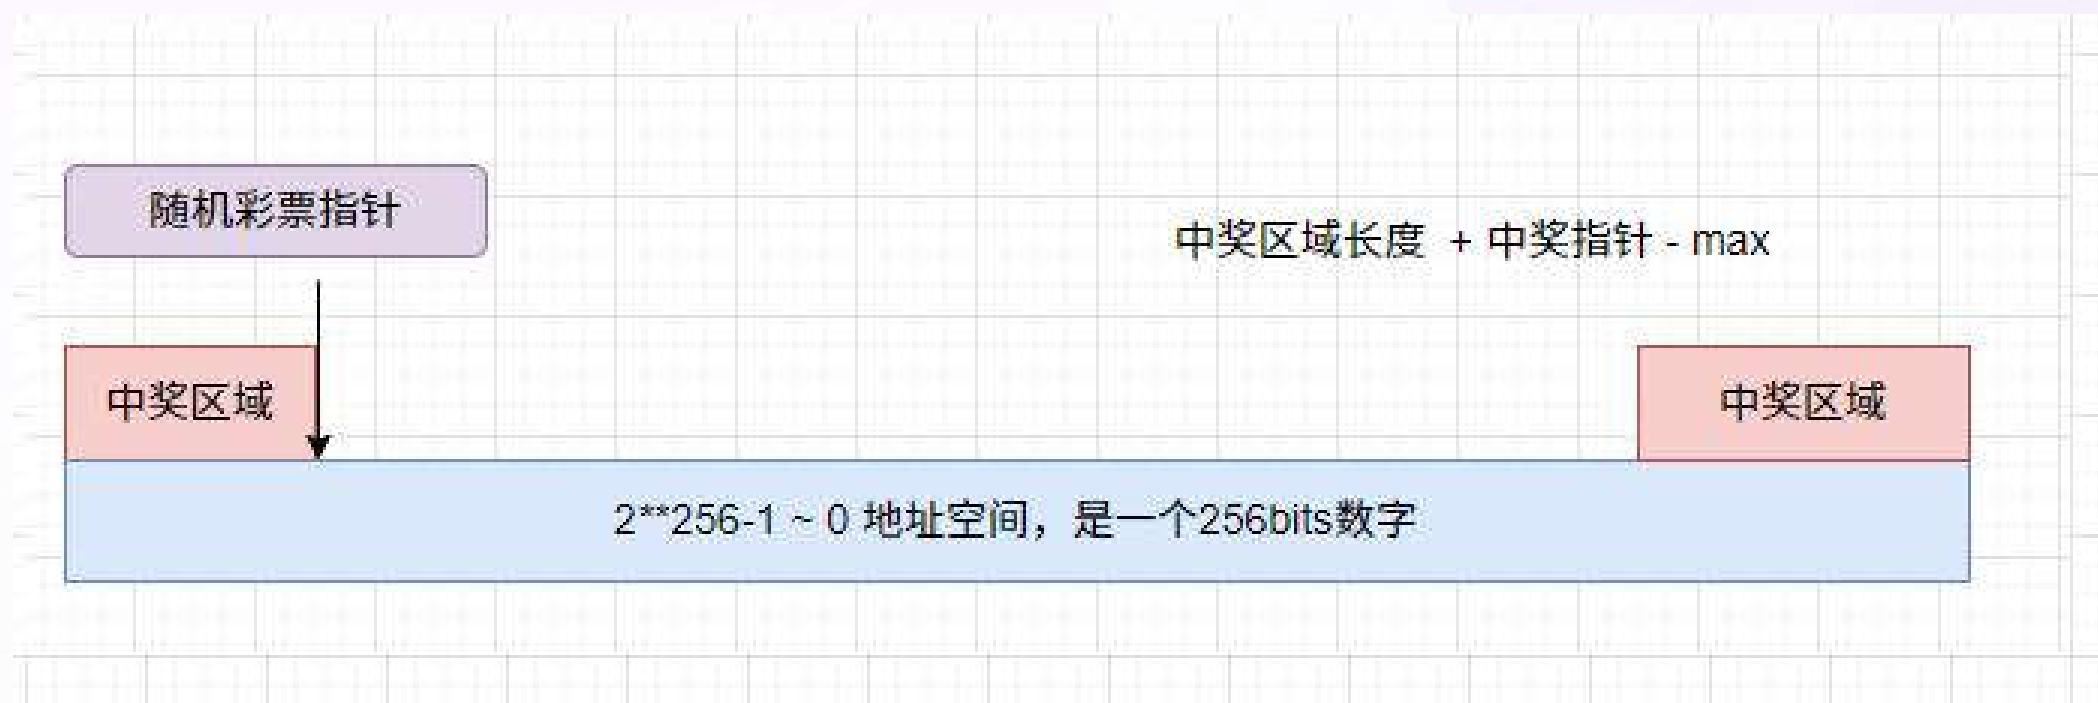 随机彩票指针
中奖区域长度 + 中奖指针 - max
中奖区域
中奖区域
2**256-1 ~ 0 地址空间，是一个256bits数字